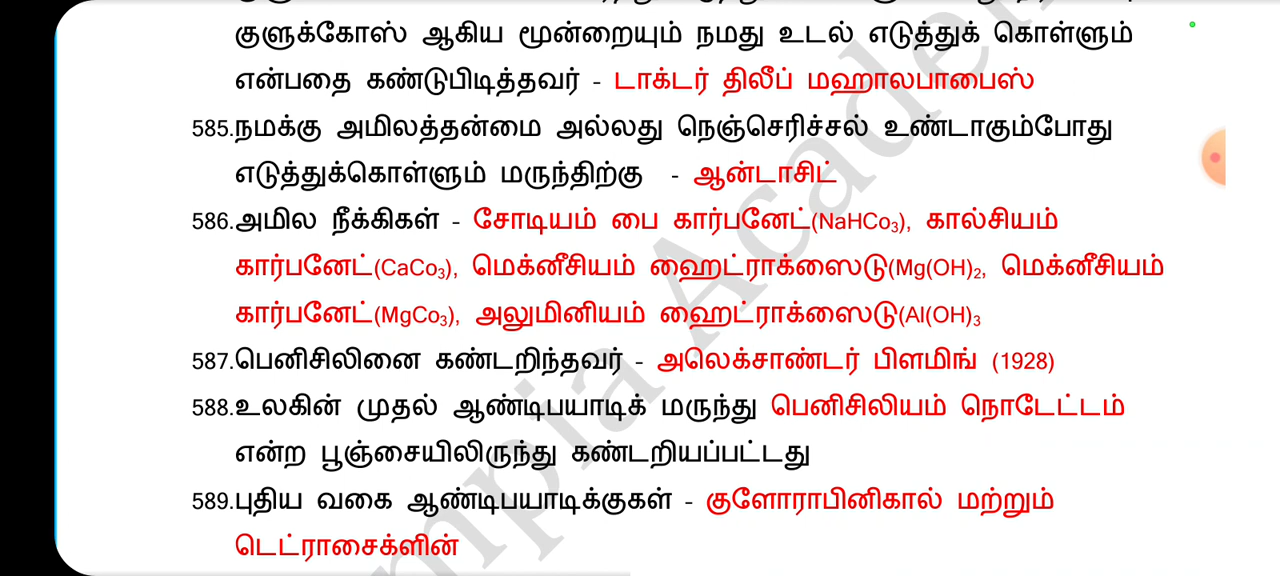 குளுக்கோஸ் ஆகிய மூன்றையும் நமது உடல் எடுத்துக் கொள்ளும்
என்பதை கண்டுபிடித்தவர் - டாக்டர் திலீப் மஹாலபாபைஸ்
585.நமக்கு அமிலத்தன்மை அல்லது நெஞ்செரிச்சல் உண்டாகும்போது
எடுத்துக்கொள்ளும் மருந்திற்கு - ஆன்டாசிட்
586.அமில நீக்கிகள் - சோடியம் பை கார்பனேட்(NaHCo₃), கால்சியம்
கார்பனேட்(CaCo₃), மெக்னீசியம் ஹைட்ராக்ஸைடு(Mg(OH)₂, மெக்னீசியம்
கார்பனேட்(MgCo₃), அலுமினியம் ஹைட்ராக்ஸைடு(Al(OH)₃
587.பெனிசிலினை கண்டறிந்தவர் - அலெக்சாண்டர் பிளமிங் (1928)
588.உலகின் முதல் ஆண்டிபயாடிக் மருந்து பெனிசிலியம் நொடேட்டம்
என்ற பூஞ்சையிலிருந்து கண்டறியப்பட்டது
589.புதிய வகை ஆண்டிபயாடிக்குகள் - குளோராபினிகால் மற்றும்
டெட்ராசைக்ளின்